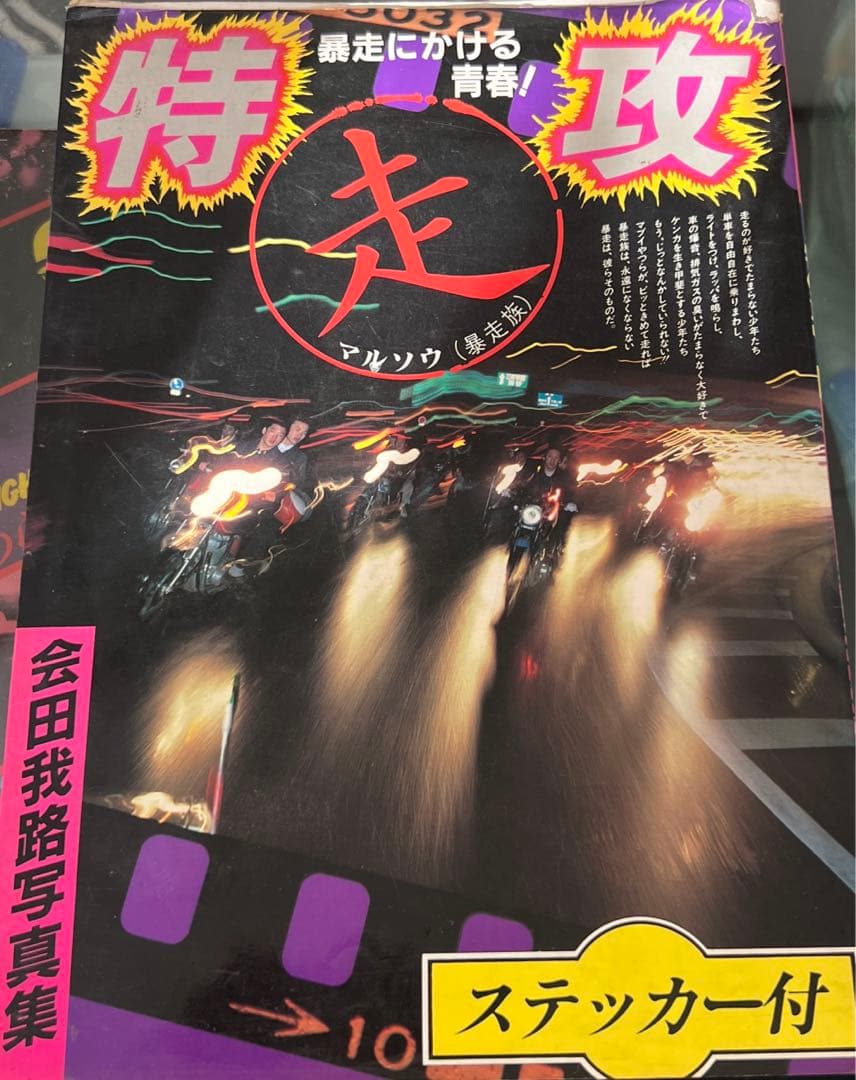 特攻
暴走にかける
青春!
走
マルソウ(暴走族)
走るのが好きでたまらない少年たち
単車を自由自在に乗りまわし、
ライトをつけ、ラッパを鳴らし、
車の爆音、排気ガスの臭いがたまらなく大好きで、
ケンカを生き甲斐とする少年たち
もう、じっとなんかしていられない!!
マブイやつらが、ビッときめて走れば
暴走族は、永遠になくならない
暴走は、彼らそのものだ。
会田我路写真集
ステッカー付
10